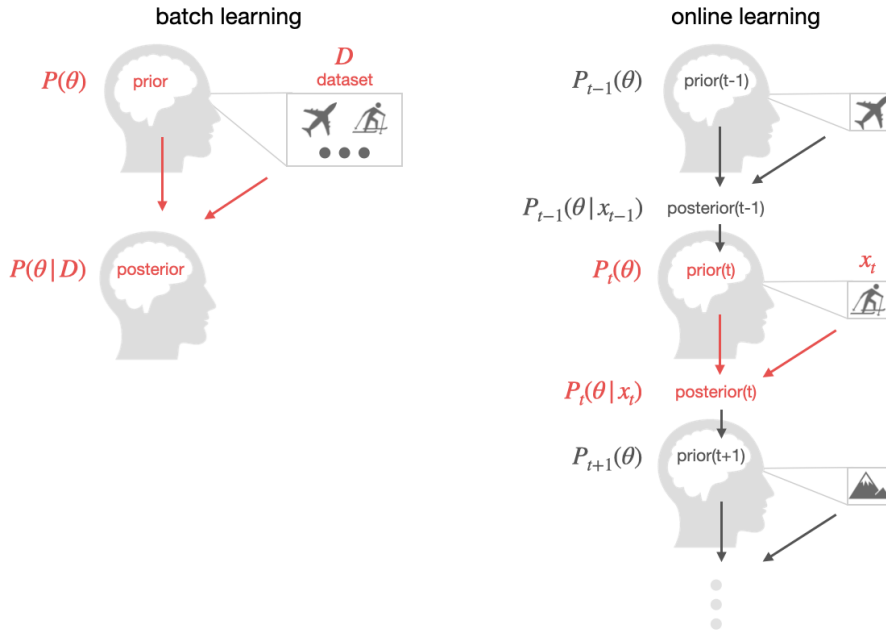 batch learning
P(θ)
prior
D
dataset
P(θ|D)
posterior
online learning
P_{t-1}(θ)
prior(t-1)
P_{t-1}(θ|x_{t-1})
posterior(t-1)
P_t(θ)
prior(t)
x_t
P_t(θ|x_t)
posterior(t)
P_{t+1}(θ)
prior(t+1)